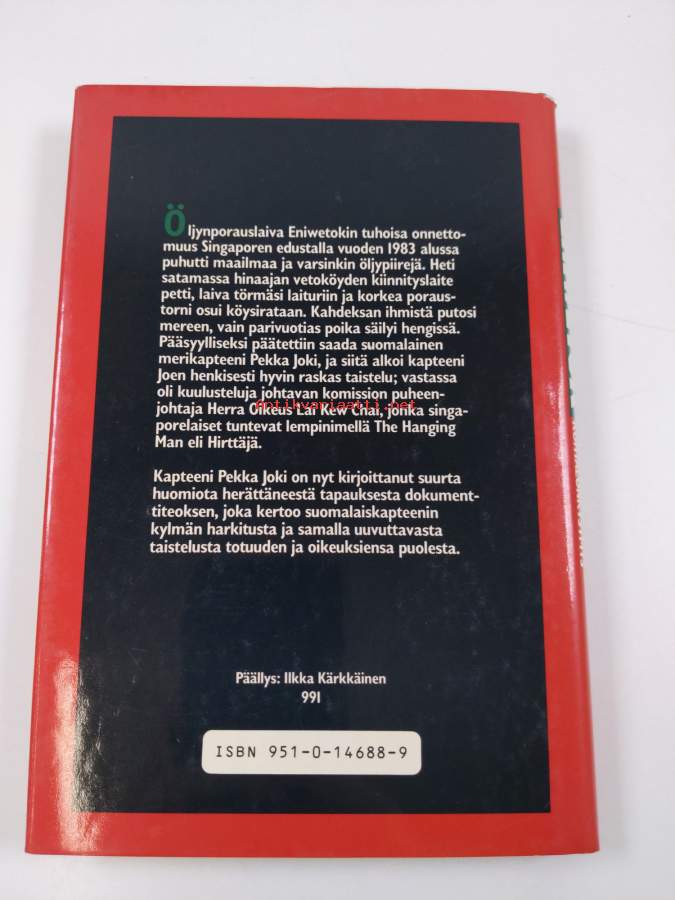 Öljynporauslaiva Eniwetokin tuhoisa onnetto-
muus Singaporen edustalla vuoden 1983 alussa
puhutti maailmaa ja varsinkin öljypiirejä. Heti
satamassa hinaajan vetoköyden kiinnityslaite
petti, laiva törmäsi laituriin ja korkea poraus-
torni osui köysirataan. Kahdeksan ihmistä putosi
mereen, vain parivuotias poika säilyi hengissä.
Pääsyylliseksi päätettiin saada suomalainen
merikapteeni Pekka Joki, ja siitä alkoi kapteeni
Joen henkisesti hyvin raskas taistelu; vastassa
oli kuulusteluja johtavan komission puheen-
johtaja Herra Oikeus Lai Kew Chai, jonka singa-
porelaiset tuntevat lempinimellä The Hanging
Man eli Hirttäjä.
Kapteeni Pekka Joki on nyt kirjoittanut suurta
huomiota herättäneestä tapauksesta dokument-
titeoksen, joka kertoo suomalaiskapteenin
kylmän harkitusta ja samalla uuvuttavasta
taistelusta totuuden ja oikeuksiensa puolesta.
Päällys: Ilkka Kärkkäinen
991
ISBN 951-0-14688-9
antikvariaatti.net